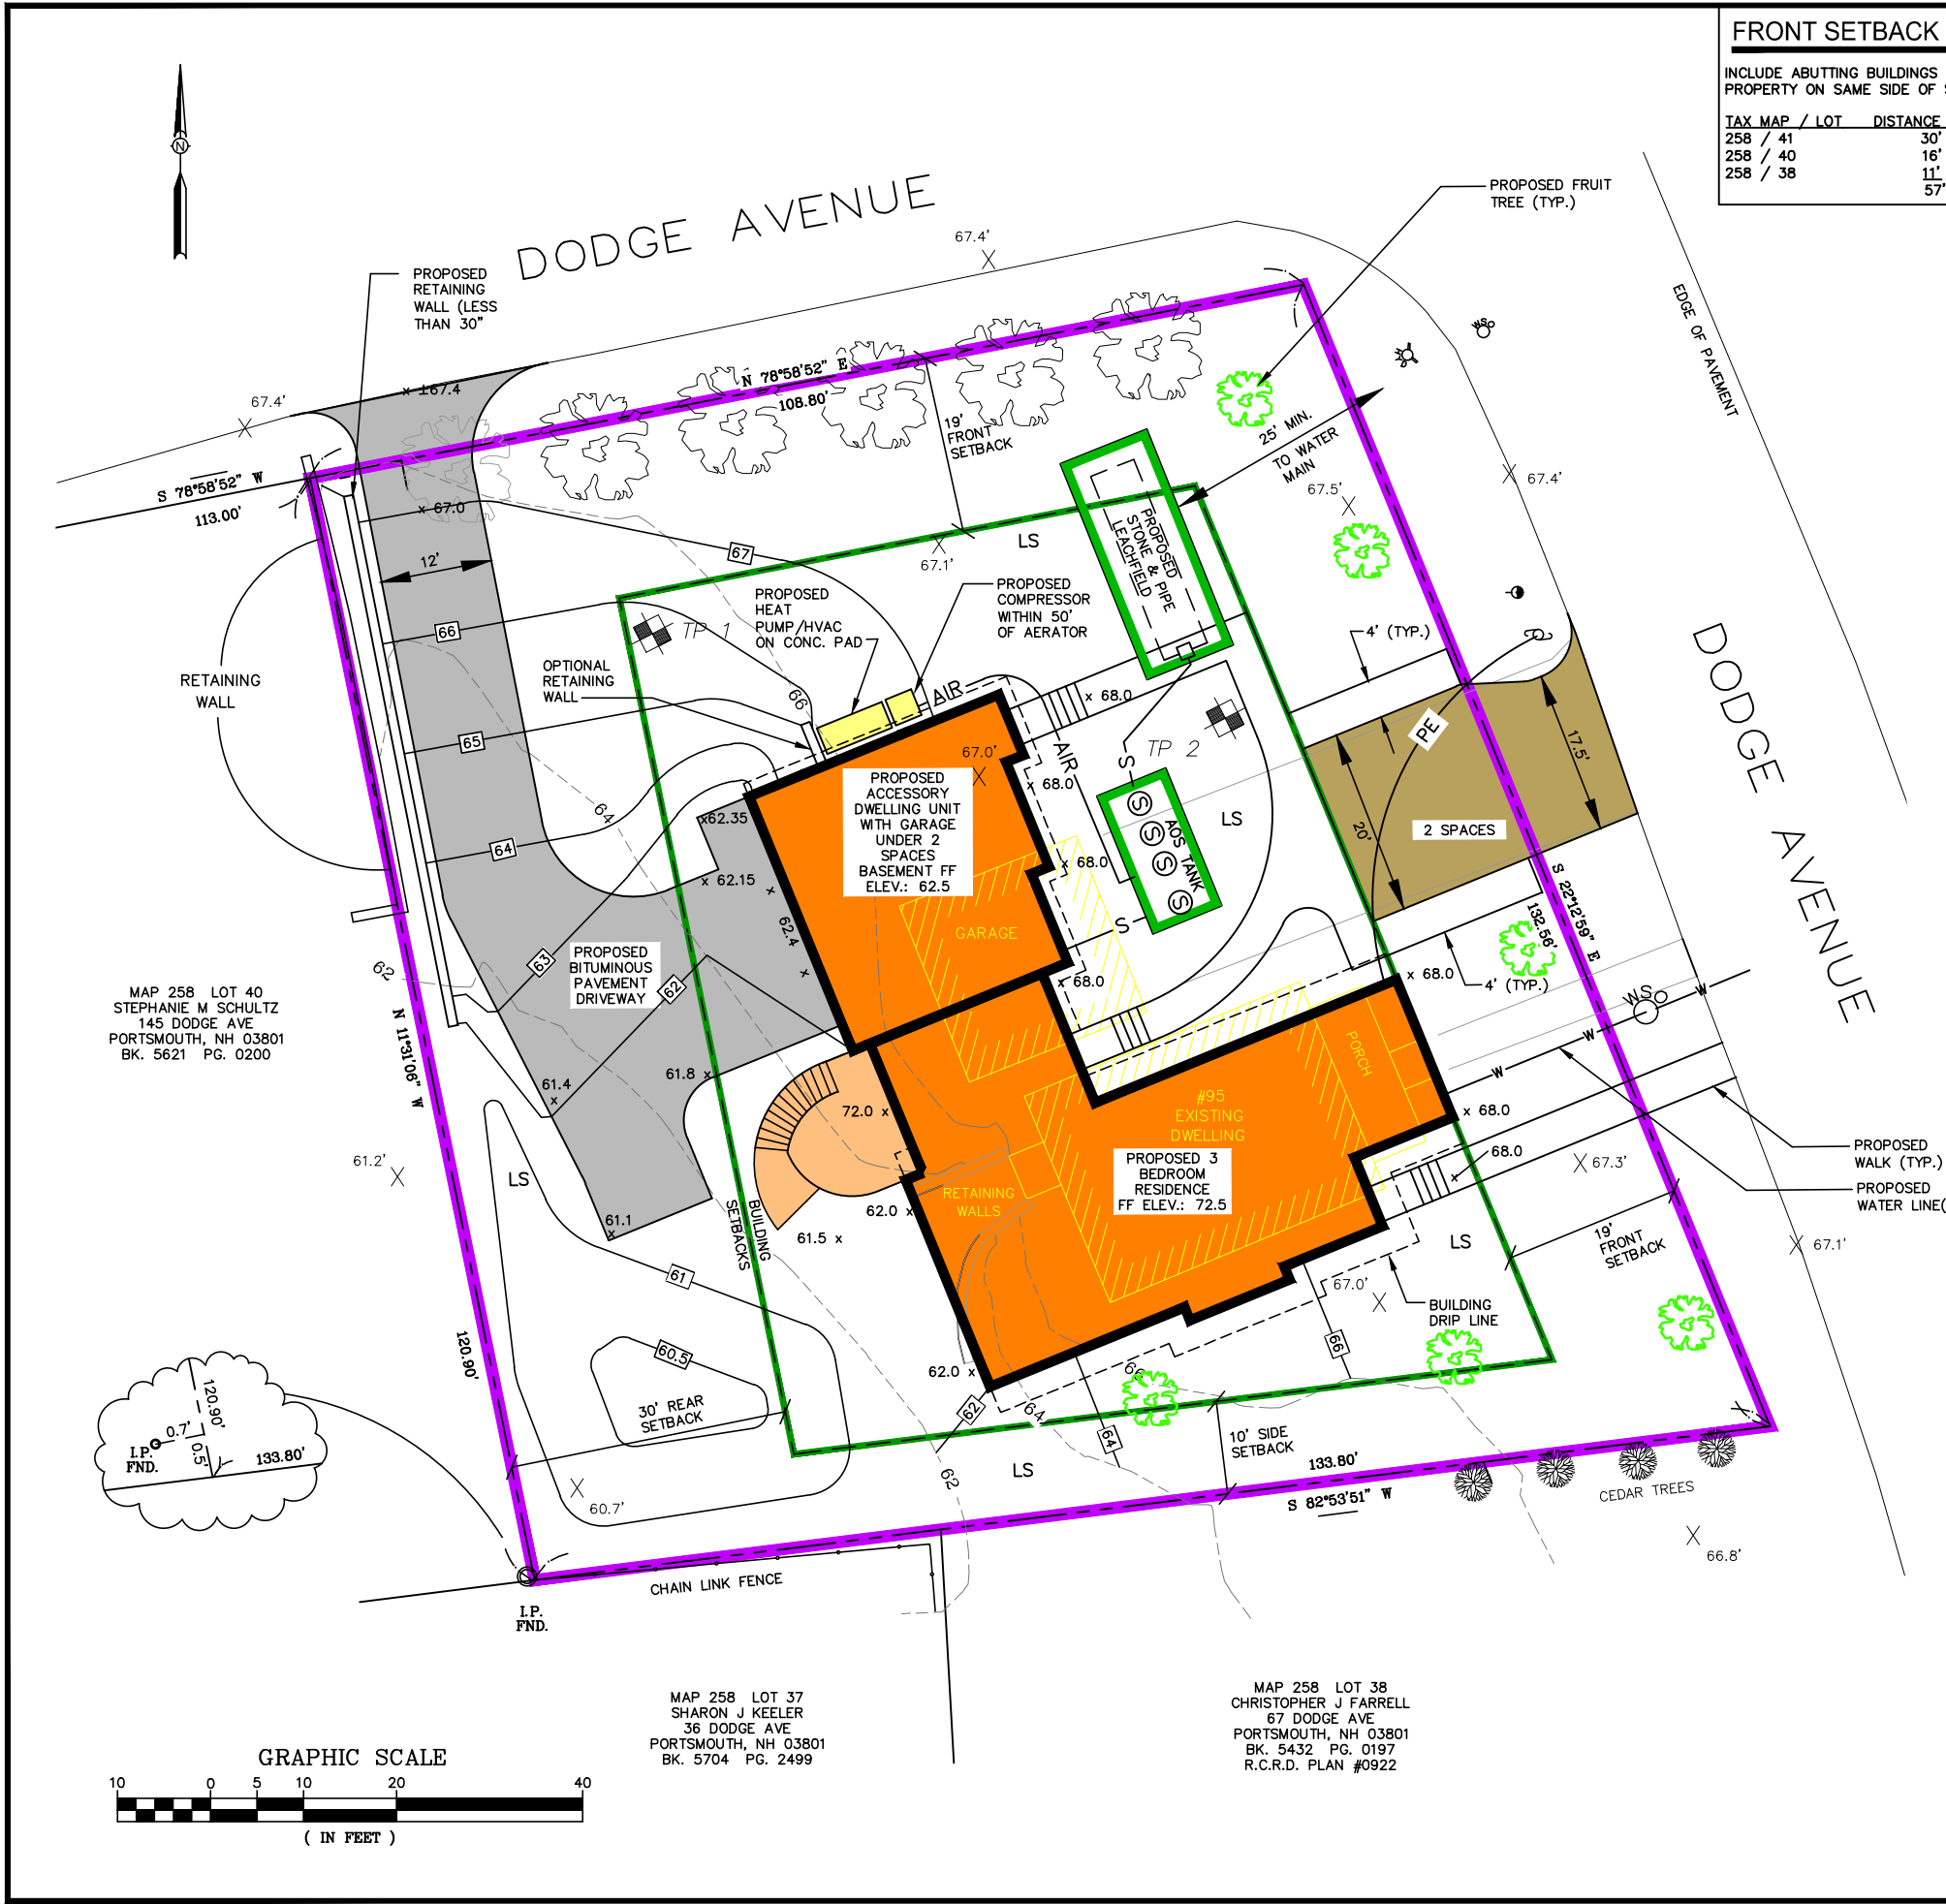 FRONT SETBACK
INCLUDE ABUTTING BUILDINGS
PROPERTY ON SAME SIDE OF
TAX MAP / LOT DISTANCE
258 / 41 30'
258 / 40 16'
258 / 38 11'
57'
N
DODGE AVENUE
67.4'
PROPOSED FRUIT
TREE (TYP.)
PROPOSED
RETAINING
WALL (LESS
THAN 30"
EDGE OF PAVEMENT
WSO
67.4'
±67.4
N 78°58'52" E
108.80'
19'
FRONT
SETBACK
25' MIN.
TO WATER
MAIN
S 78°58'52" W
113.00'
x 67.0
67.5'
67.4'
12'
67
67.1'
LS
PROPOSED
STONE & PIPE
LEACHFIELD
PROPOSED
HEAT
PUMP/HVAC
ON CONC. PAD
PROPOSED
COMPRESSOR
WITHIN 50'
OF AERATOR
66
TP 1
4' (TYP.)
OPTIONAL
RETAINING
WALL
RETAINING
WALL
66
AIR
x 68.0
DODGE AVENUE
65
AIR
TP 2
S
PE
17.5'
67.0'
x 68.0
PROPOSED
ACCESSORY
DWELLING UNIT
WITH GARAGE
UNDER 2
SPACES
BASEMENT FF
ELEV.: 62.5
64
x62.35
S
S
S
S
AOS TANK
LS
20'
2 SPACES
64
x 62.15
x 68.0
S 22°12'59" E
132.56'
62.4
GARAGE
S
63
62
PROPOSED
BITUMINOUS
PAVEMENT
DRIVEWAY
62
x 68.0
x 68.0
4' (TYP.)
WSO
W
MAP 258 LOT 40
STEPHANIE M SCHULTZ
145 DODGE AVE
PORTSMOUTH, NH 03801
BK. 5621 PG. 0200
N 11°31'06" W
120.90'
PORCH
W
W
61.8 x
61.4
x
72.0 x
#95
EXISTING
DWELLING
x 68.0
PROPOSED
WALK (TYP.)
PROPOSED
WATER LINE(
61.2'
LS
PROPOSED 3
BEDROOM
RESIDENCE
FF ELEV.: 72.5
68.0
67.3'
RETAINING
WALLS
61.1
x
62.0 x
61.5 x
BUILDING
SETBACKS
LS
19'
FRONT
SETBACK
67.1'
61
67.0'
BUILDING
DRIP LINE
60.5
66
66
62.0 x
30' REAR
SETBACK
62
64
64
10' SIDE
SETBACK
120.90'
0.7'
0.5'
I.P.
FND.
133.80'
133.80'
S 82°53'51" W
CEDAR TREES
LS
62
60.7'
66.8'
CHAIN LINK FENCE
I.P.
FND.
MAP 258 LOT 37
SHARON J KEELER
36 DODGE AVE
PORTSMOUTH, NH 03801
BK. 5704 PG. 2499
MAP 258 LOT 38
CHRISTOPHER J FARRELL
67 DODGE AVE
PORTSMOUTH, NH 03801
BK. 5432 PG. 0197
R.C.R.D. PLAN #0922
GRAPHIC SCALE
10 0 5 10 20 40
( IN FEET )